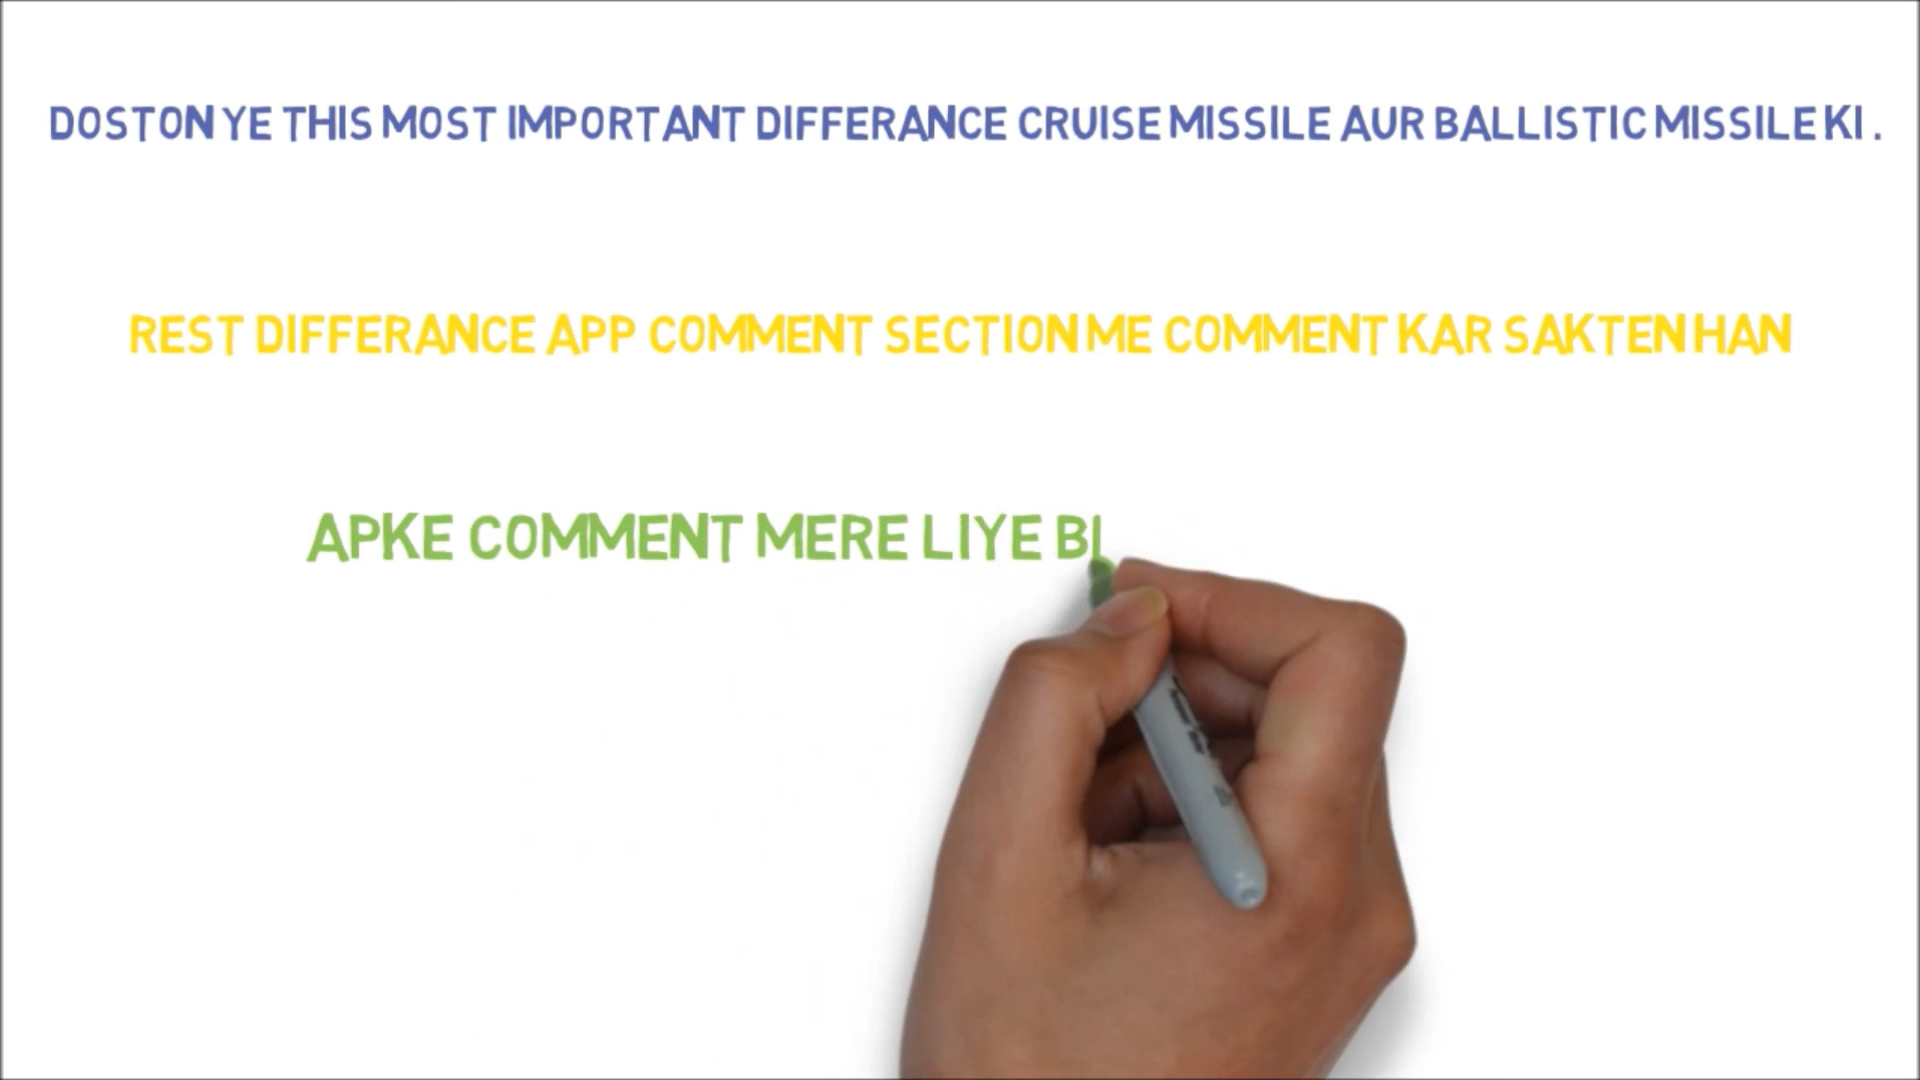 DOSTON YE THIS MOST IMPORTANT DIFFERANCE CRUISE MISSILE AUR BALLISTIC MISSILE KI .
REST DIFFERANCE APP COMMENT SECTION ME COMMENT KAR SAKTEN HAN
APKE COMMENT MERE LIYE